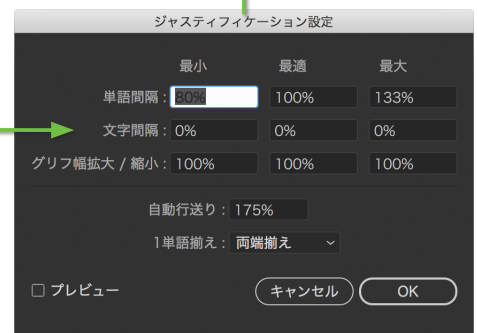 ジャスティフィケーション設定
最小 最適 最大
単語間隔 : 80% 100% 133%
文字間隔 : 0% 0% 0%
グリフ幅拡大 / 縮小 : 100% 100% 100%
自動行送り : 175%
1単語揃え : 両端揃え
プレビュー キャンセル OK